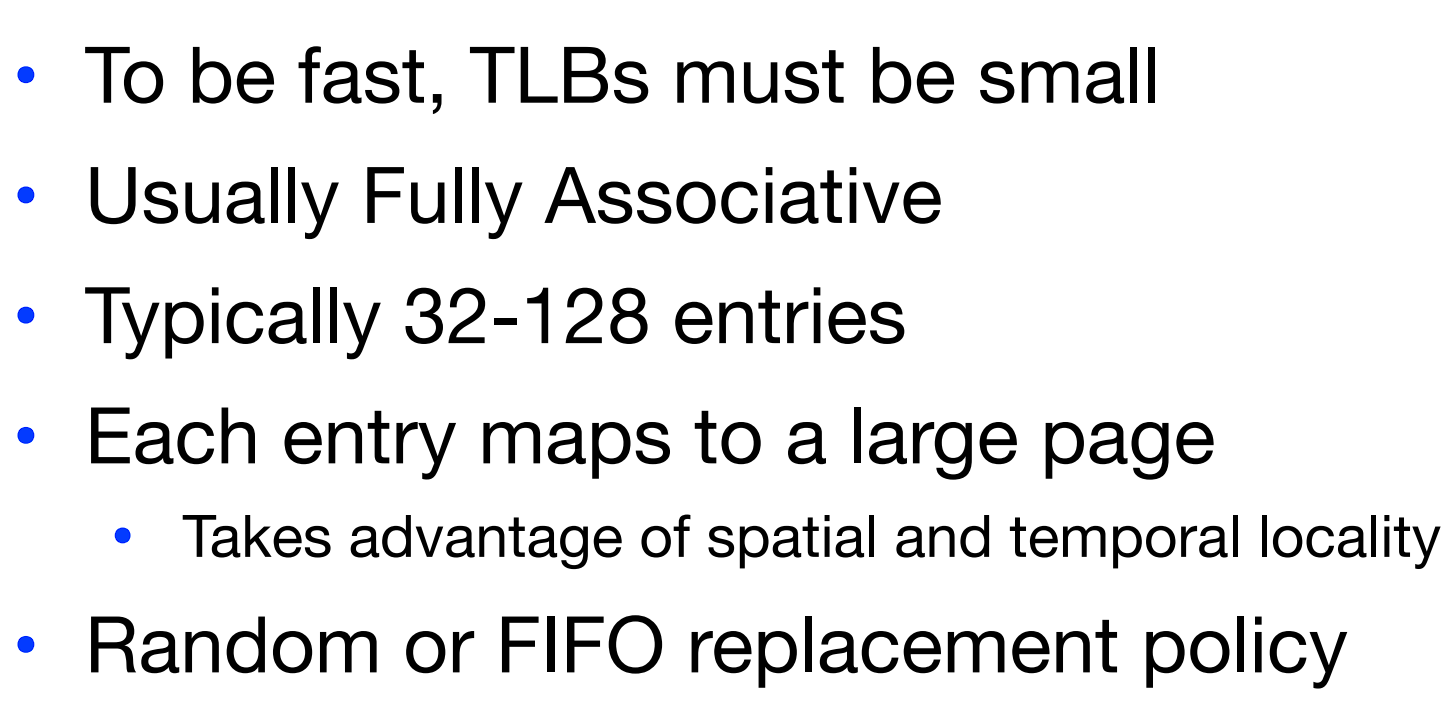 • To be fast, TLBs must be small
• Usually Fully Associative
• Typically 32-128 entries
• Each entry maps to a large page
• Takes advantage of spatial and temporal locality
• Random or FIFO replacement policy